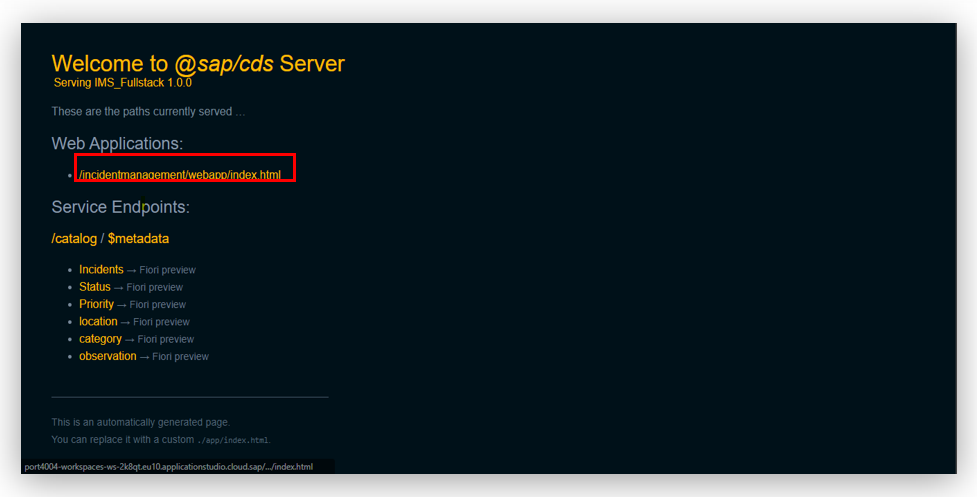 Welcome to @sap/cds Server
Serving IMS_Fullstack 1.0.0
These are the paths currently served …
Web Applications:
• /incidentmanagement/webapp/index.html
Service Endpoints:
/catalog / $metadata
• Incidents → Fiori preview
• Status → Fiori preview
• Priority → Fiori preview
• location → Fiori preview
• category → Fiori preview
• observation → Fiori preview
This is an automatically generated page.
You can replace it with a custom ./app/index.html.
port4004-workspaces-ws-2k8qt.eu10.applicationstudio.cloud.sap/.../index.html